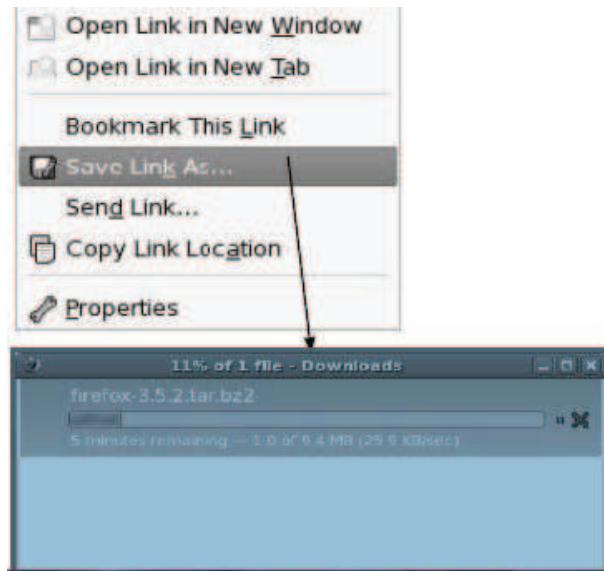 Open Link in New Window
Open Link in New Tab
Bookmark This Link
Save Link As...
Send Link...
Copy Link Location
Properties
11% of 1 file - Downloads
firefox-3.5.2.tar.bz2
5 minutes remaining — 1.0 of 9.4 MB (25.9 KB/sec)